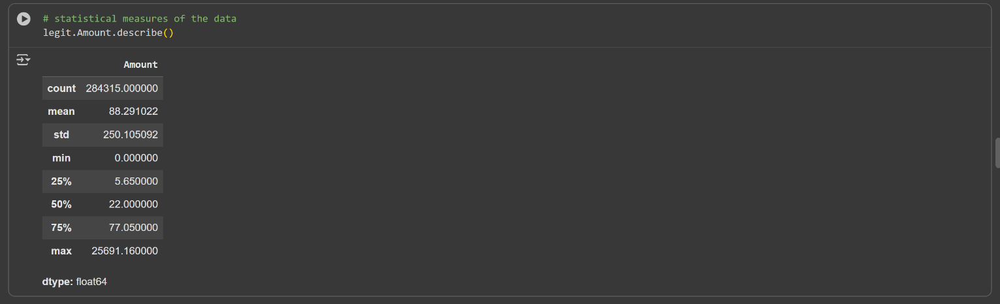 # statistical measures of the data
legit.Amount.describe()
Amount
count 284315.000000
mean 88.291022
std 250.105092
min 0.000000
25% 5.650000
50% 22.000000
75% 77.050000
max 25691.160000
dtype: float64